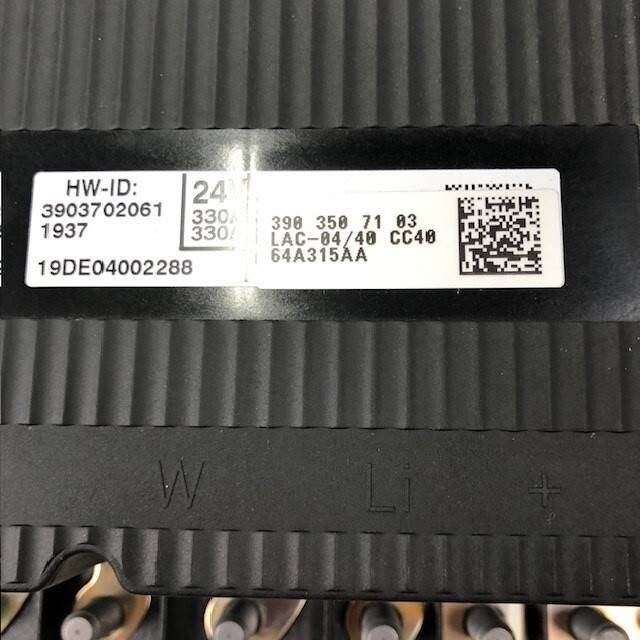 HW-ID:
3903702061
1937
19DE04002288
24V
330A
330A
390 350 71 03
LAC-04/40 CC40
64A315AA
W Li +